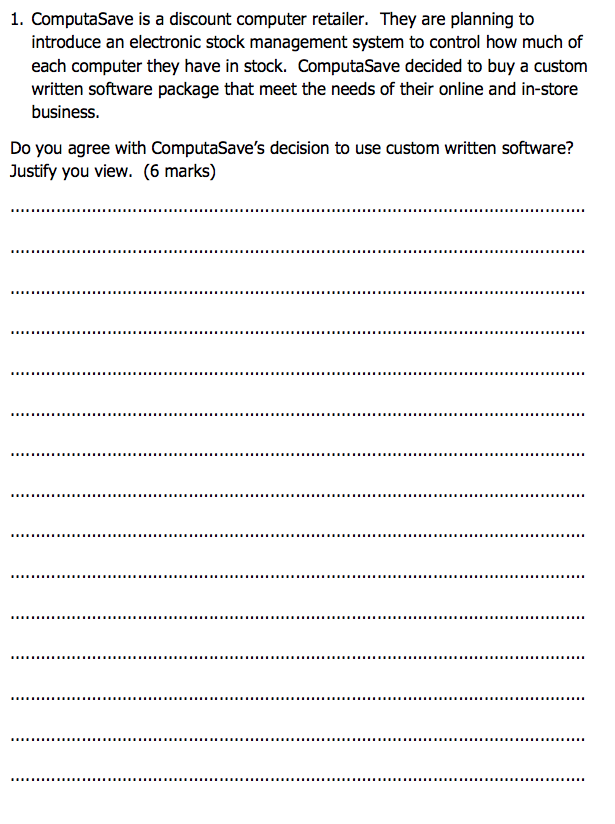 1. ComputaSave is a discount computer retailer. They are planning to
introduce an electronic stock management system to control how much of
each computer they have in stock. ComputaSave decided to buy a custom
written software package that meet the needs of their online and in-store
business.
Do you agree with ComputaSave’s decision to use custom written software?
Justify you view. (6 marks)